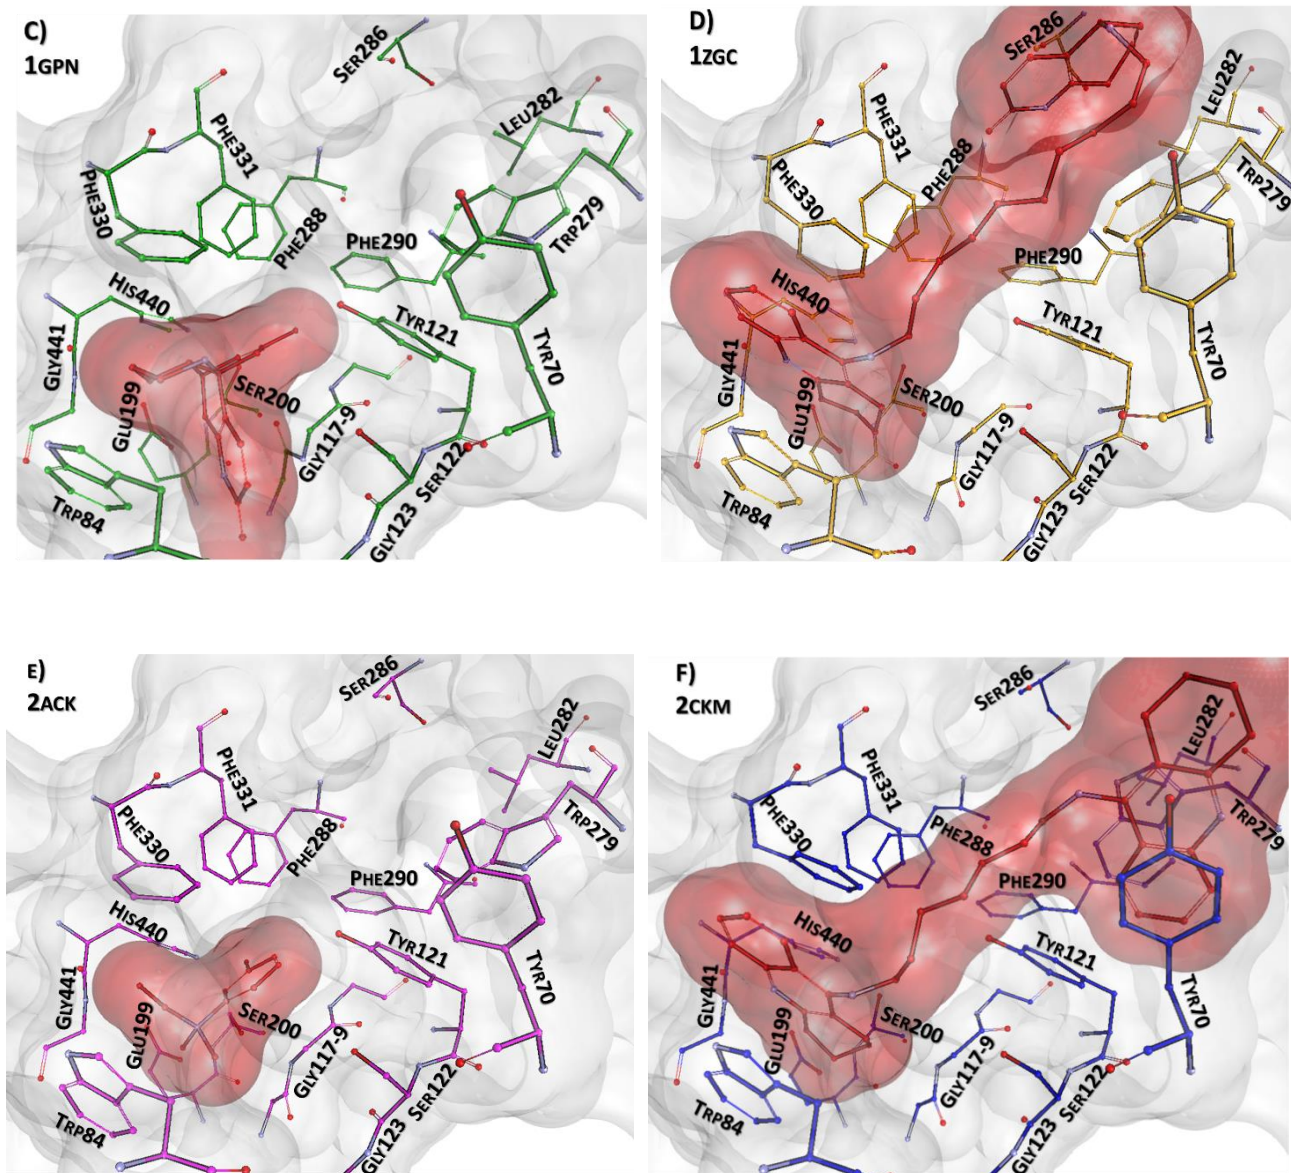 C)
1GPN
SER286
LEU282
PHE331
PHE330
PHE288
TRP279
PHE290
HIS440
TYR121
GLY441
TYR70
SER200
GLU199
GLY117-9
SER122
TRP84
GLY123
D)
1ZGC
SER286
LEU282
PHE331
PHE288
PHE330
TRP279
PHE290
HIS440
TYR121
GLY441
TYR70
SER200
GLU199
GLY117-9
SER122
TRP84
GLY123
E)
2ACK
SER286
LEU282
PHE331
PHE330
PHE288
TRP279
PHE290
HIS440
TYR121
GLY441
TYR70
SER200
GLU199
GLY117-9
SER122
TRP84
GLY123
F)
2CKM
SER286
LEU282
PHE331
PHE330
PHE288
TRP279
PHE290
HIS440
TYR121
GLY441
TYR70
SER200
GLU199
GLY117-9
SER122
TRP84
GLY123